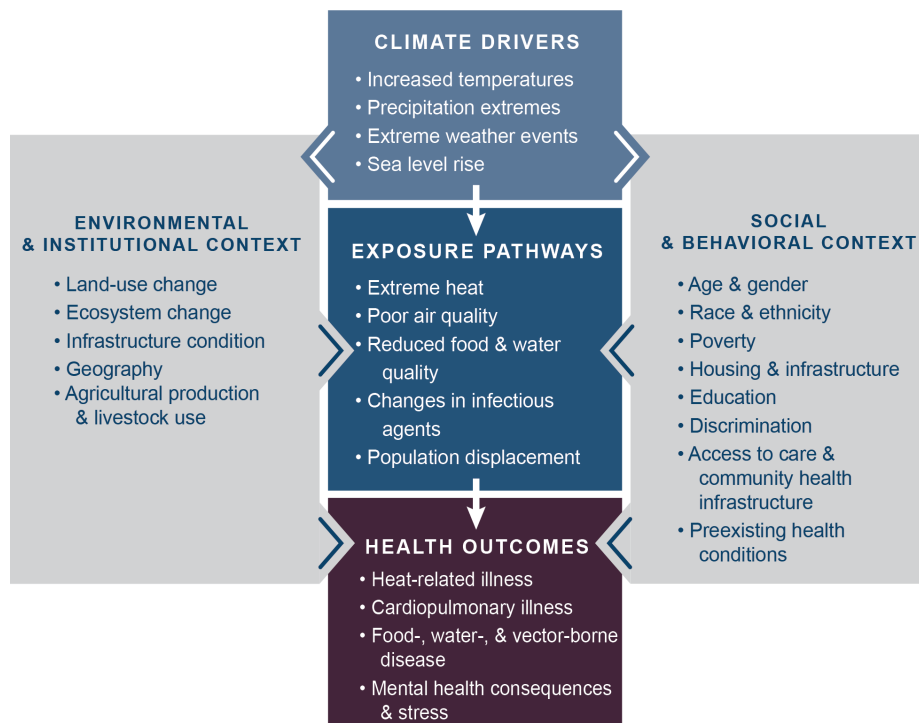 CLIMATE DRIVERS
• Increased temperatures
• Precipitation extremes
• Extreme weather events
• Sea level rise
ENVIRONMENTAL
& INSTITUTIONAL CONTEXT
• Land-use change
• Ecosystem change
• Infrastructure condition
• Geography
• Agricultural production
& livestock use
EXPOSURE PATHWAYS
• Extreme heat
• Poor air quality
• Reduced food & water
quality
• Changes in infectious
agents
• Population displacement
SOCIAL
& BEHAVIORAL CONTEXT
• Age & gender
• Race & ethnicity
• Poverty
• Housing & infrastructure
• Education
• Discrimination
• Access to care &
community health
infrastructure
• Preexisting health
conditions
HEALTH OUTCOMES
• Heat-related illness
• Cardiopulmonary illness
• Food-, water-, & vector-borne
disease
• Mental health consequences
& stress